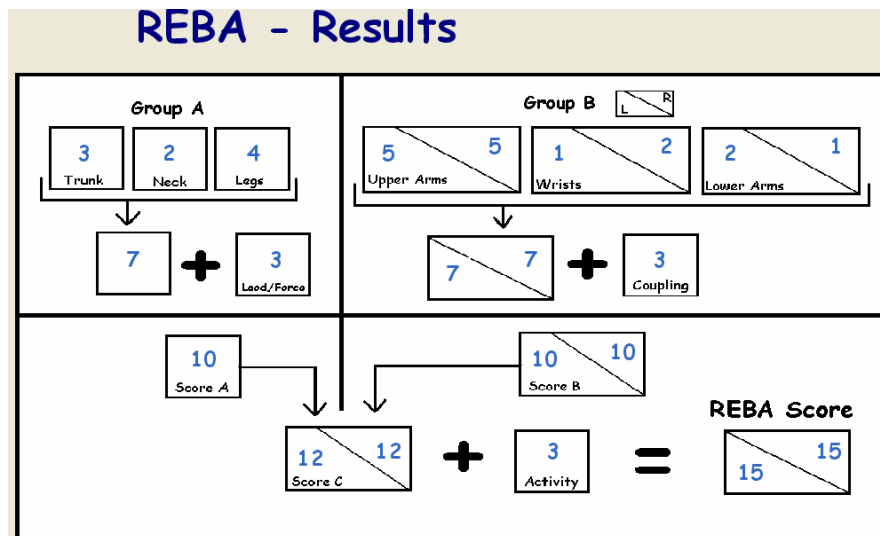 REBA - Results
Group A
3
Trunk
2
Neck
4
Legs
7
+
3
Laod./Force
Group B
L
R
5
5
Upper Arms
1
2
Wrists
2
1
Lower Arms
7
7
+
3
Coupling
10
Score A
10
10
Score B
12
12
Score C
+
3
Activity
=
REBA Score
15
15